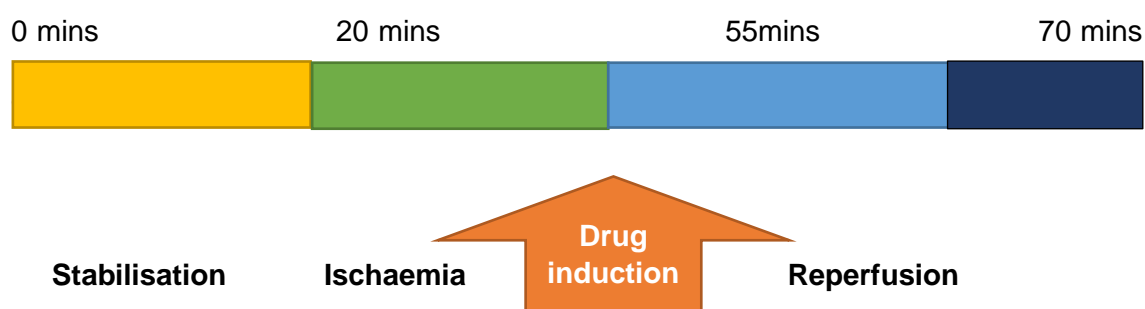 0 mins 20 mins 55mins 70 mins
Drug
Stabilisation Ischaemia induction Reperfusion